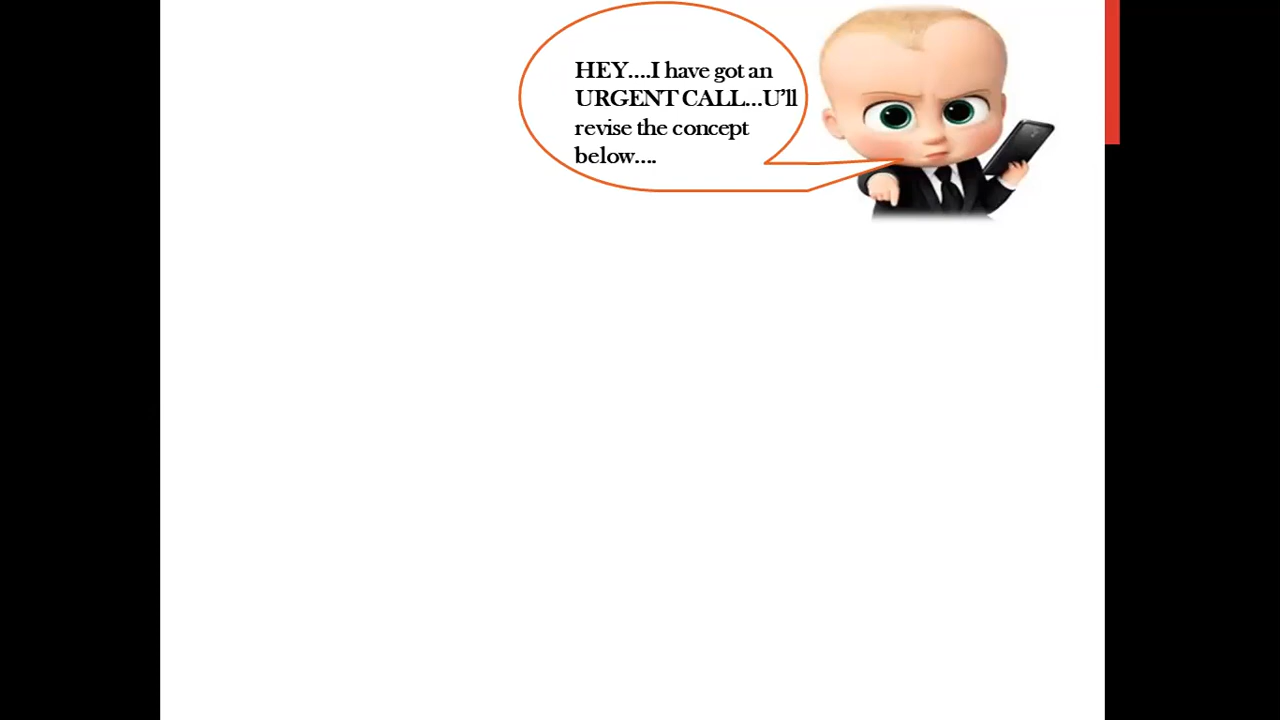 HEY....I have got an
URGENT CALL...U’ll
revise the concept
below....